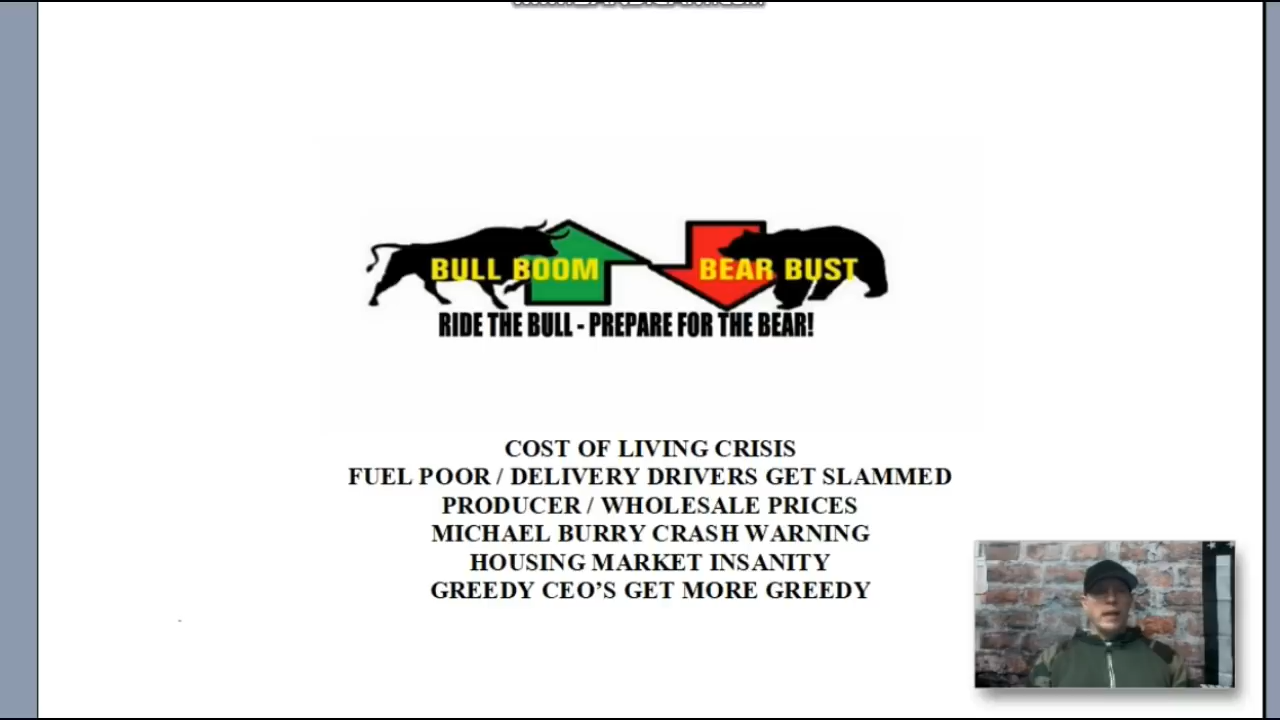 BULL BOOM BEAR BUST
RIDE THE BULL - PREPARE FOR THE BEAR!
COST OF LIVING CRISIS
FUEL POOR / DELIVERY DRIVERS GET SLAMMED
PRODUCER / WHOLESALE PRICES
MICHAEL BURRY CRASH WARNING
HOUSING MARKET INSANITY
GREEDY CEO’S GET MORE GREEDY